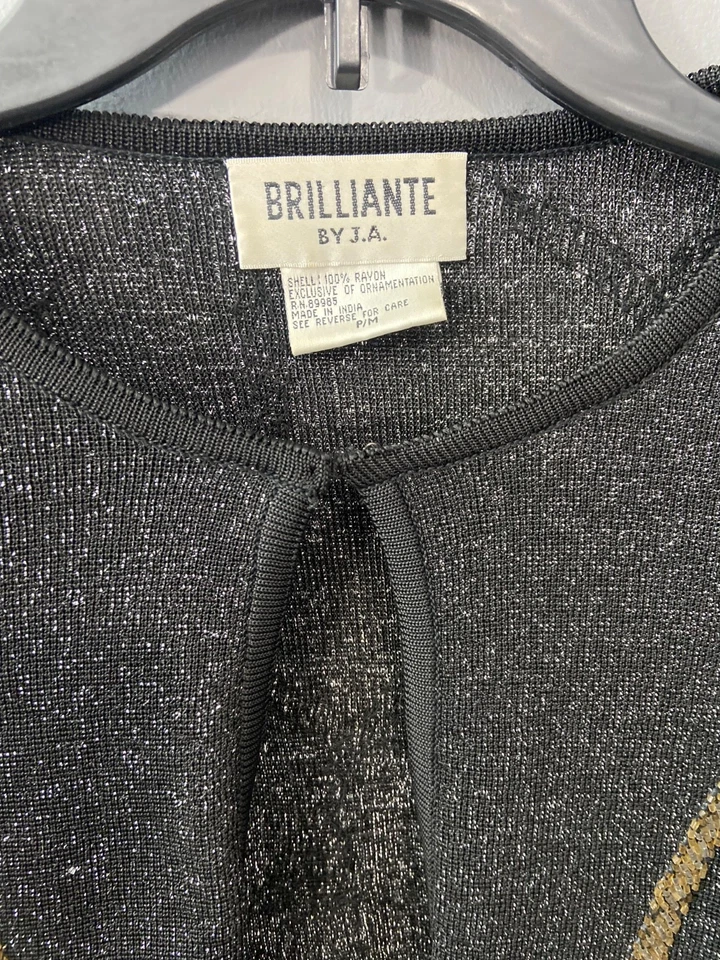 BRILLIANTE
BY J.A.
SHELL: 100% RAYON
EXCLUSIVE OF ORNAMENTATION
R.N.89985
MADE IN INDIA
SEE REVERSE FOR CARE
P/M